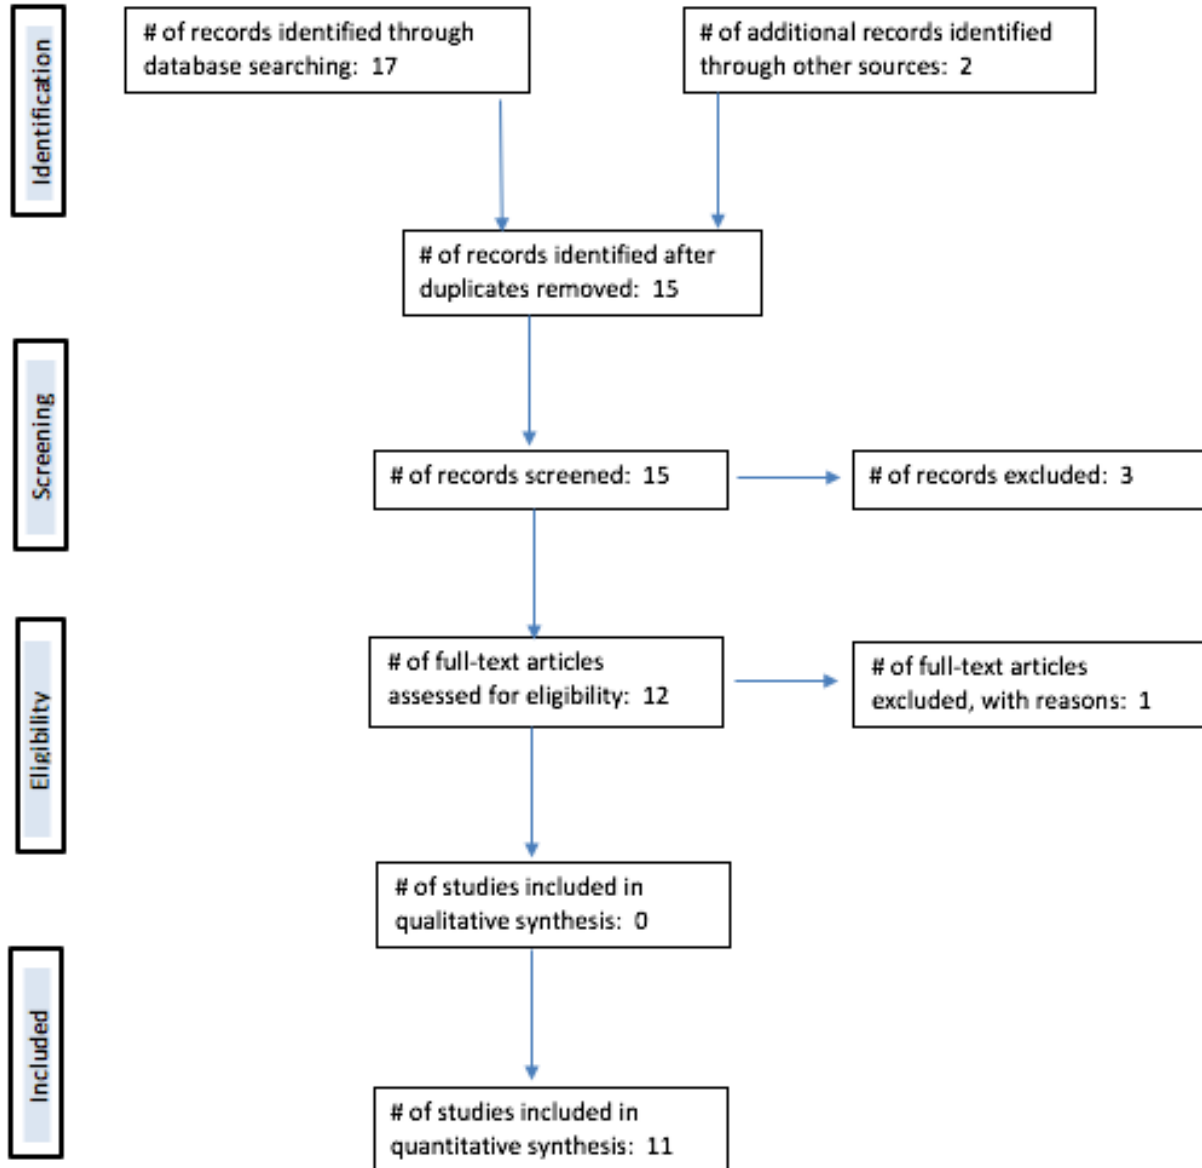 Identification
# of records identified through
database searching: 17
# of additional records identified
through other sources: 2
# of records identified after
duplicates removed: 15
Screening
# of records screened: 15
# of records excluded: 3
Eligibility
# of full-text articles
assessed for eligibility: 12
# of full-text articles
excluded, with reasons: 1
# of studies included in
qualitative synthesis: 0
Included
# of studies included in
quantitative synthesis: 11